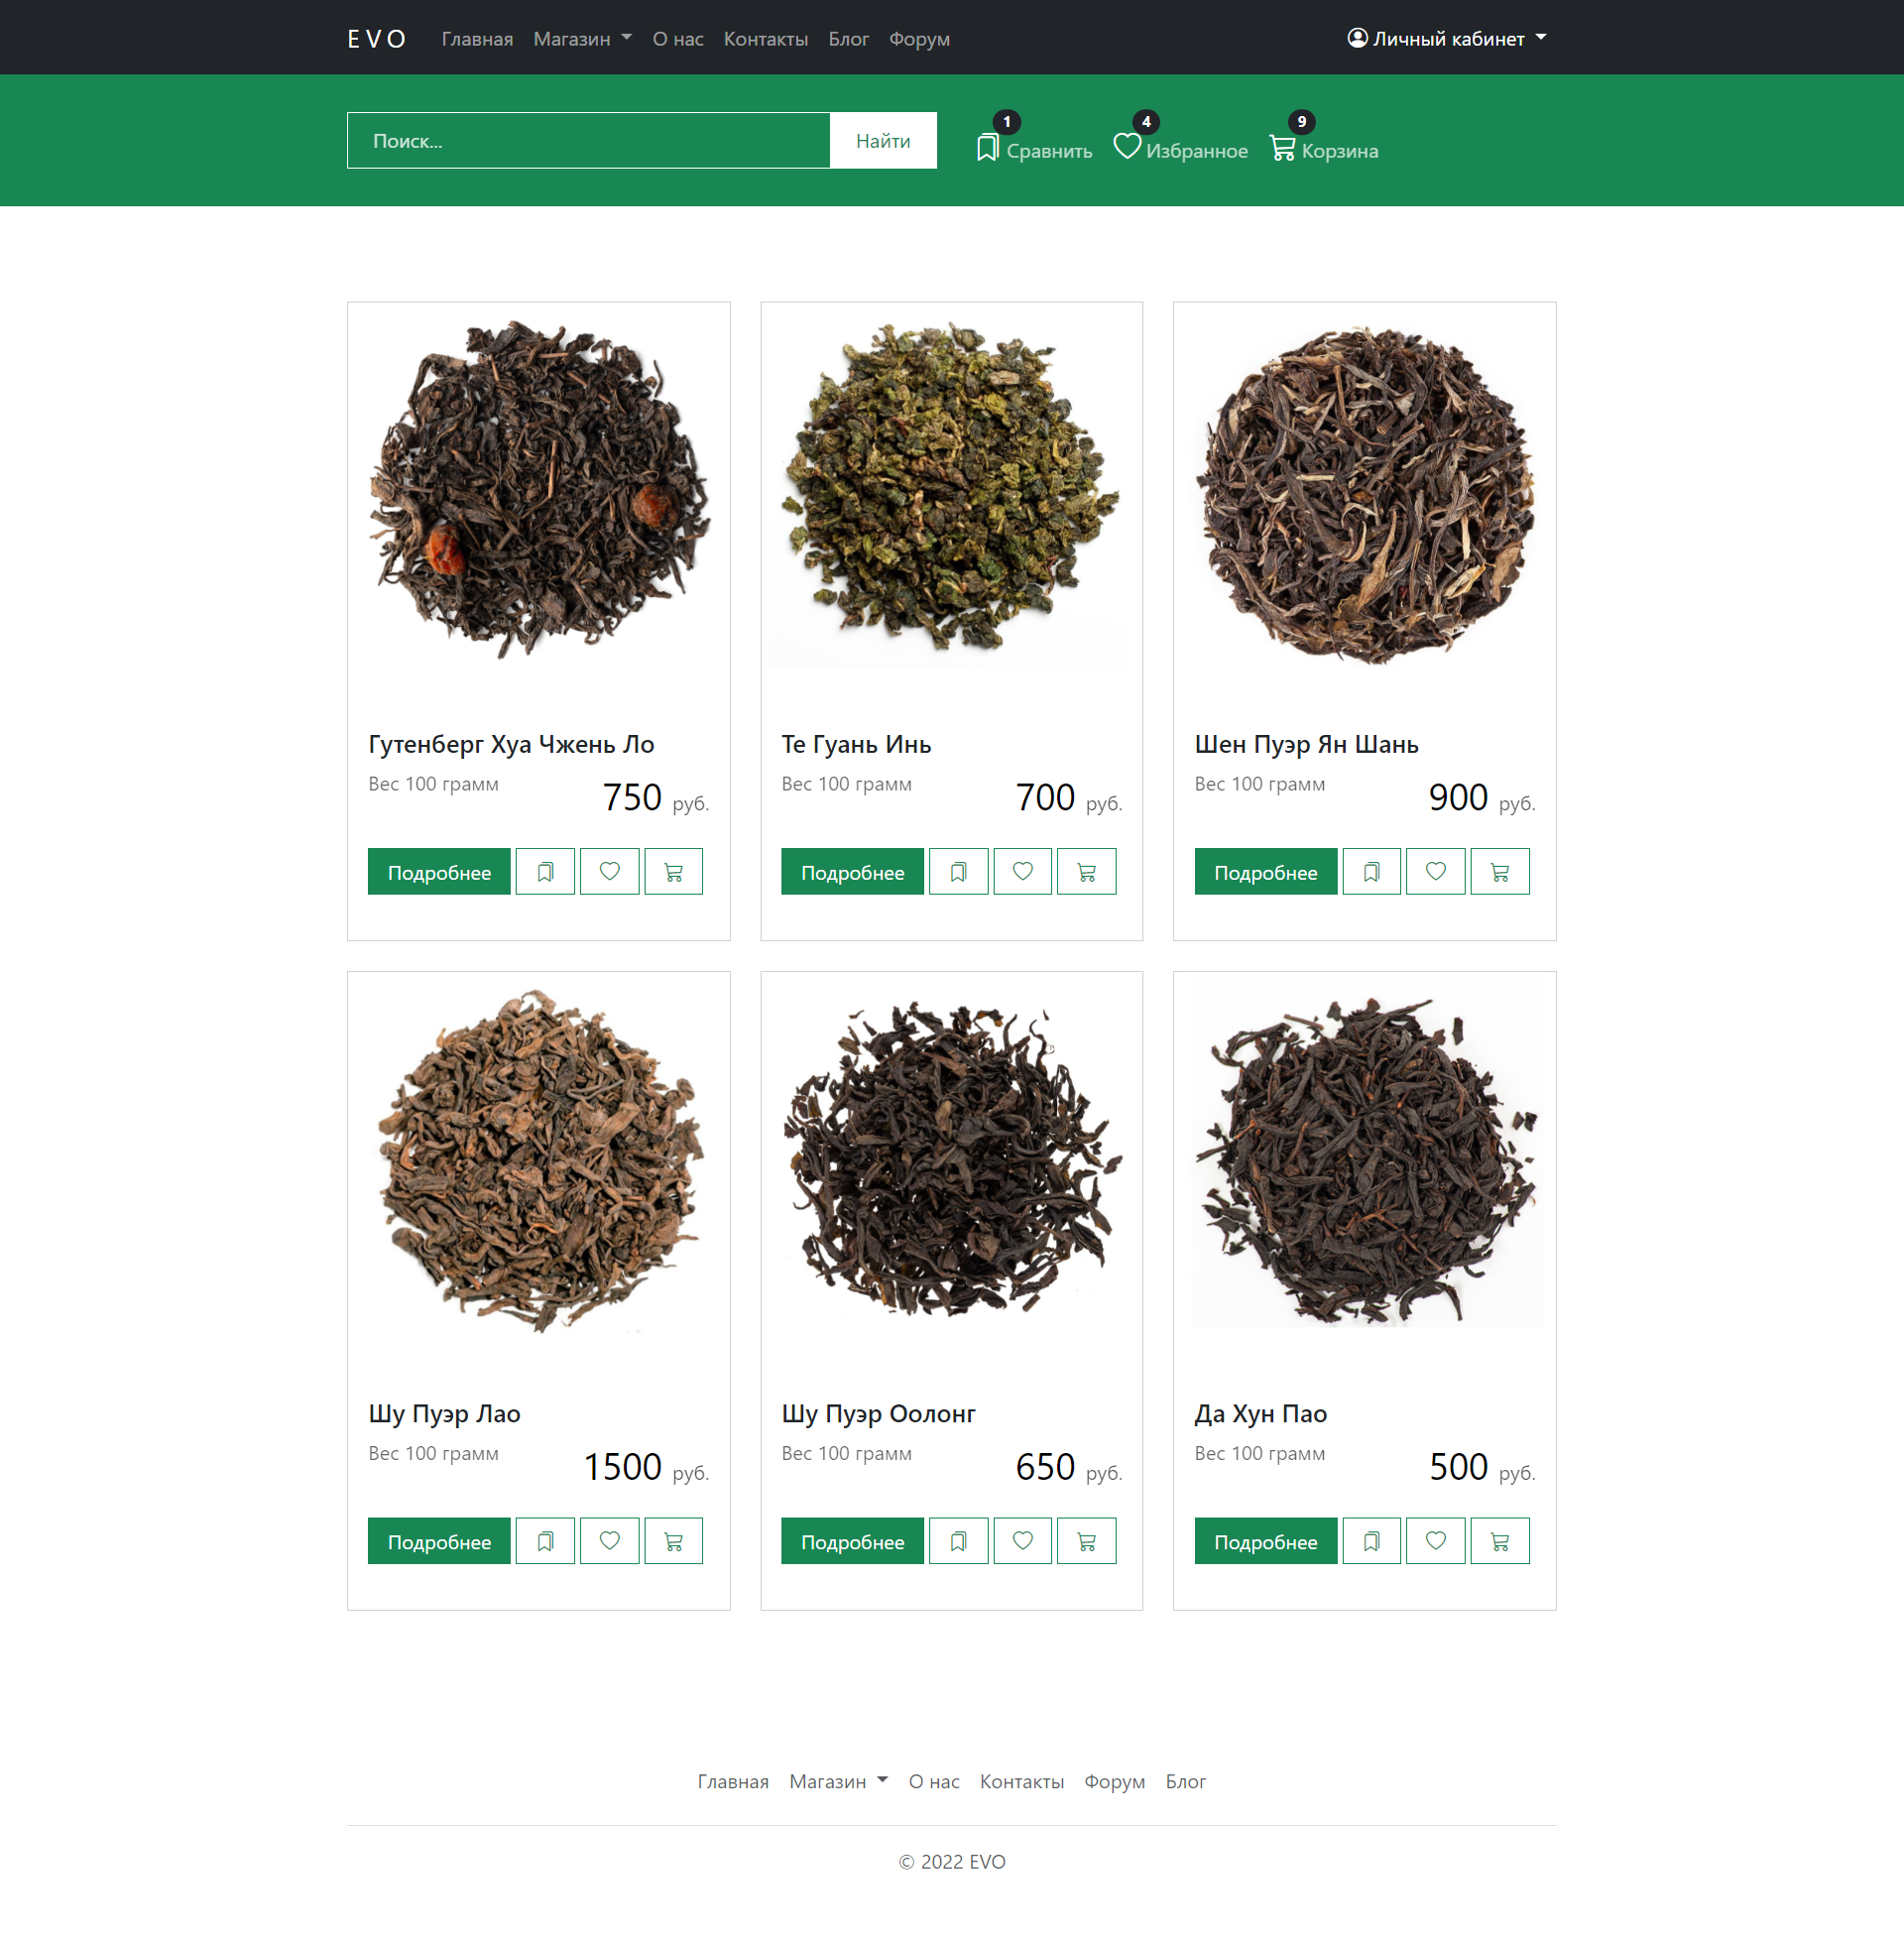 EVO Главная Магазин О нас Контакты Блог Форум Личный кабинет
1 4 9
Поиск... Найти Сравнить Избранное Корзина
Гутенберг Хуа Чжень Ло
Вес 100 грамм
750 руб.
Подробнее
Те Гуань Инь
Вес 100 грамм
700 руб.
Подробнее
Шен Пуэр Ян Шань
Вес 100 грамм
900 руб.
Подробнее
Шу Пуэр Лао
Вес 100 грамм
1500 руб.
Подробнее
Шу Пуэр Оолонг
Вес 100 грамм
650 руб.
Подробнее
Да Хун Пао
Вес 100 грамм
500 руб.
Подробнее
Главная Магазин О нас Контакты Форум Блог
© 2022 EVO